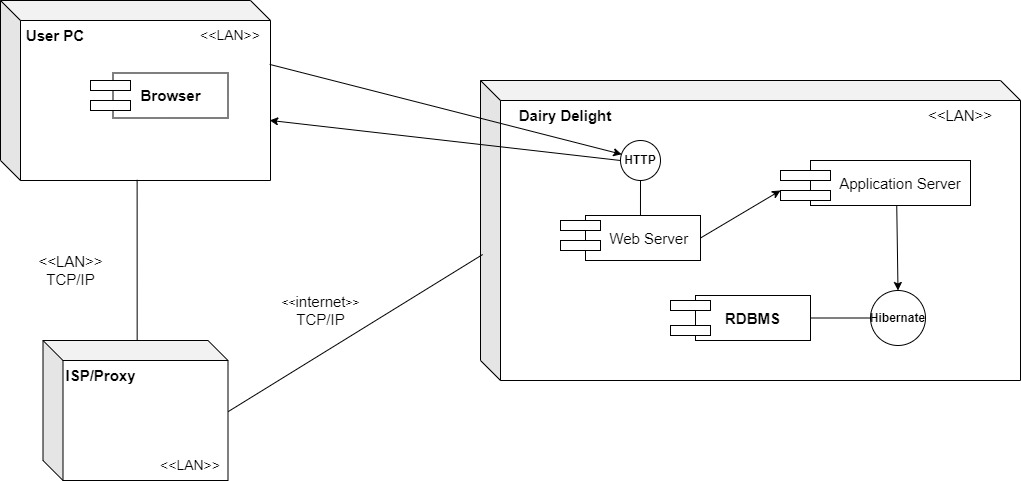 User PC
<<LAN>>
Browser
Dairy Delight
<<LAN>>
HTTP
Application Server
Web Server
<<LAN>>
TCP/IP
<<internet>>
TCP/IP
RDBMS
Hibernate
ISP/Proxy
<<LAN>>